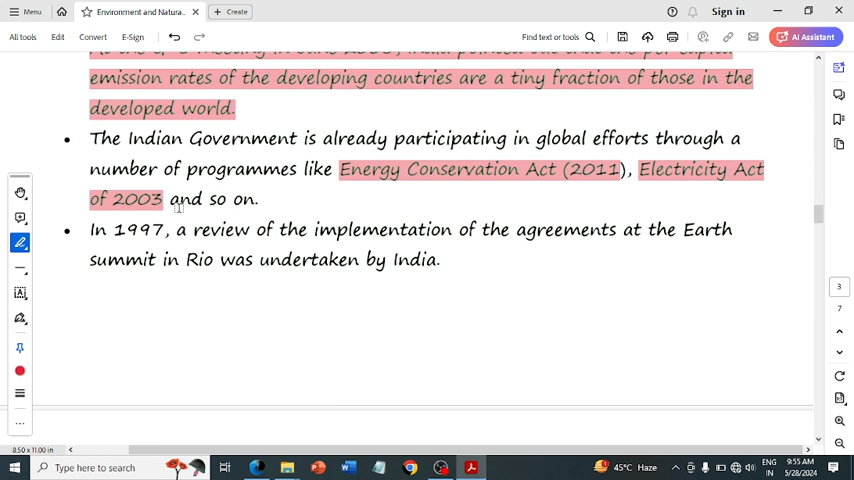 Menu
Environment and Natura...
Create
Sign in
All tools
Edit
Convert
E-Sign
Find text or tools
AI Assistant
emission rates of the developing countries are a tiny fraction of those in the
developed world.
• The Indian Government is already participating in global efforts through a
number of programmes like Energy Conservation Act (2011), Electricity Act
of 2003 and so on.
• In 1997, a review of the implementation of the agreements at the Earth
summit in Rio was undertaken by India.
3
7
8.50 x 11.00 in
Type here to search
45°C Haze
ENG
IN
9:55 AM
5/28/2024